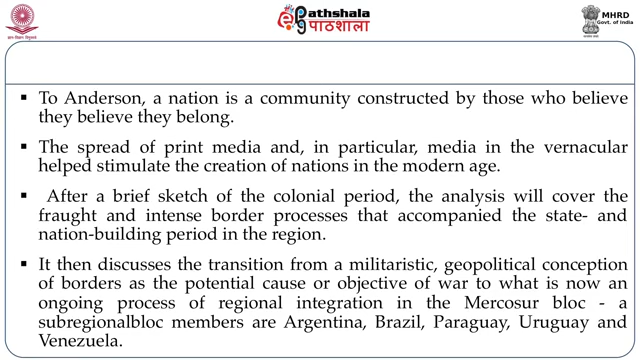 Pathshala
पाठशाला
MHRD
Govt. of India
▪ To Anderson, a nation is a community constructed by those who believe
they believe they belong.
▪ The spread of print media and, in particular, media in the vernacular
helped stimulate the creation of nations in the modern age.
▪ After a brief sketch of the colonial period, the analysis will cover the
fraught and intense border processes that accompanied the state- and
nation-building period in the region.
▪ It then discusses the transition from a militaristic, geopolitical conception
of borders as the potential cause or objective of war to what is now an
ongoing process of regional integration in the Mercosur bloc - a
subregionalbloc members are Argentina, Brazil, Paraguay, Uruguay and
Venezuela.